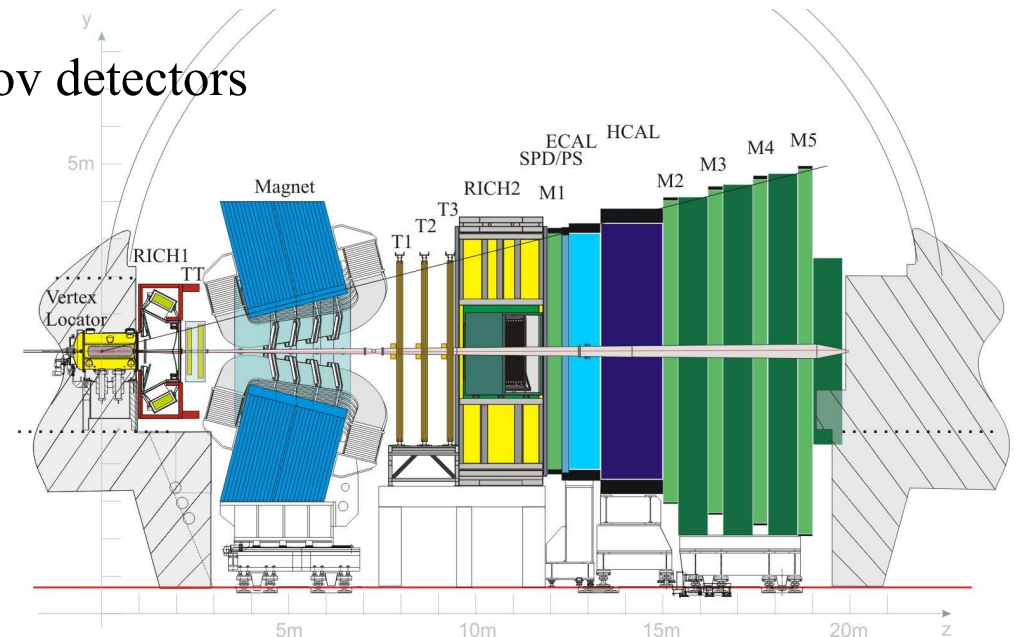 y
ov detectors
5m
Magnet
RICH1
TT
Vertex
Locator
T1
T2
T3
RICH2
SPD/PS
ECAL
M1
HCAL
M2
M3
M4
M5
5m
10m
15m
20m
z